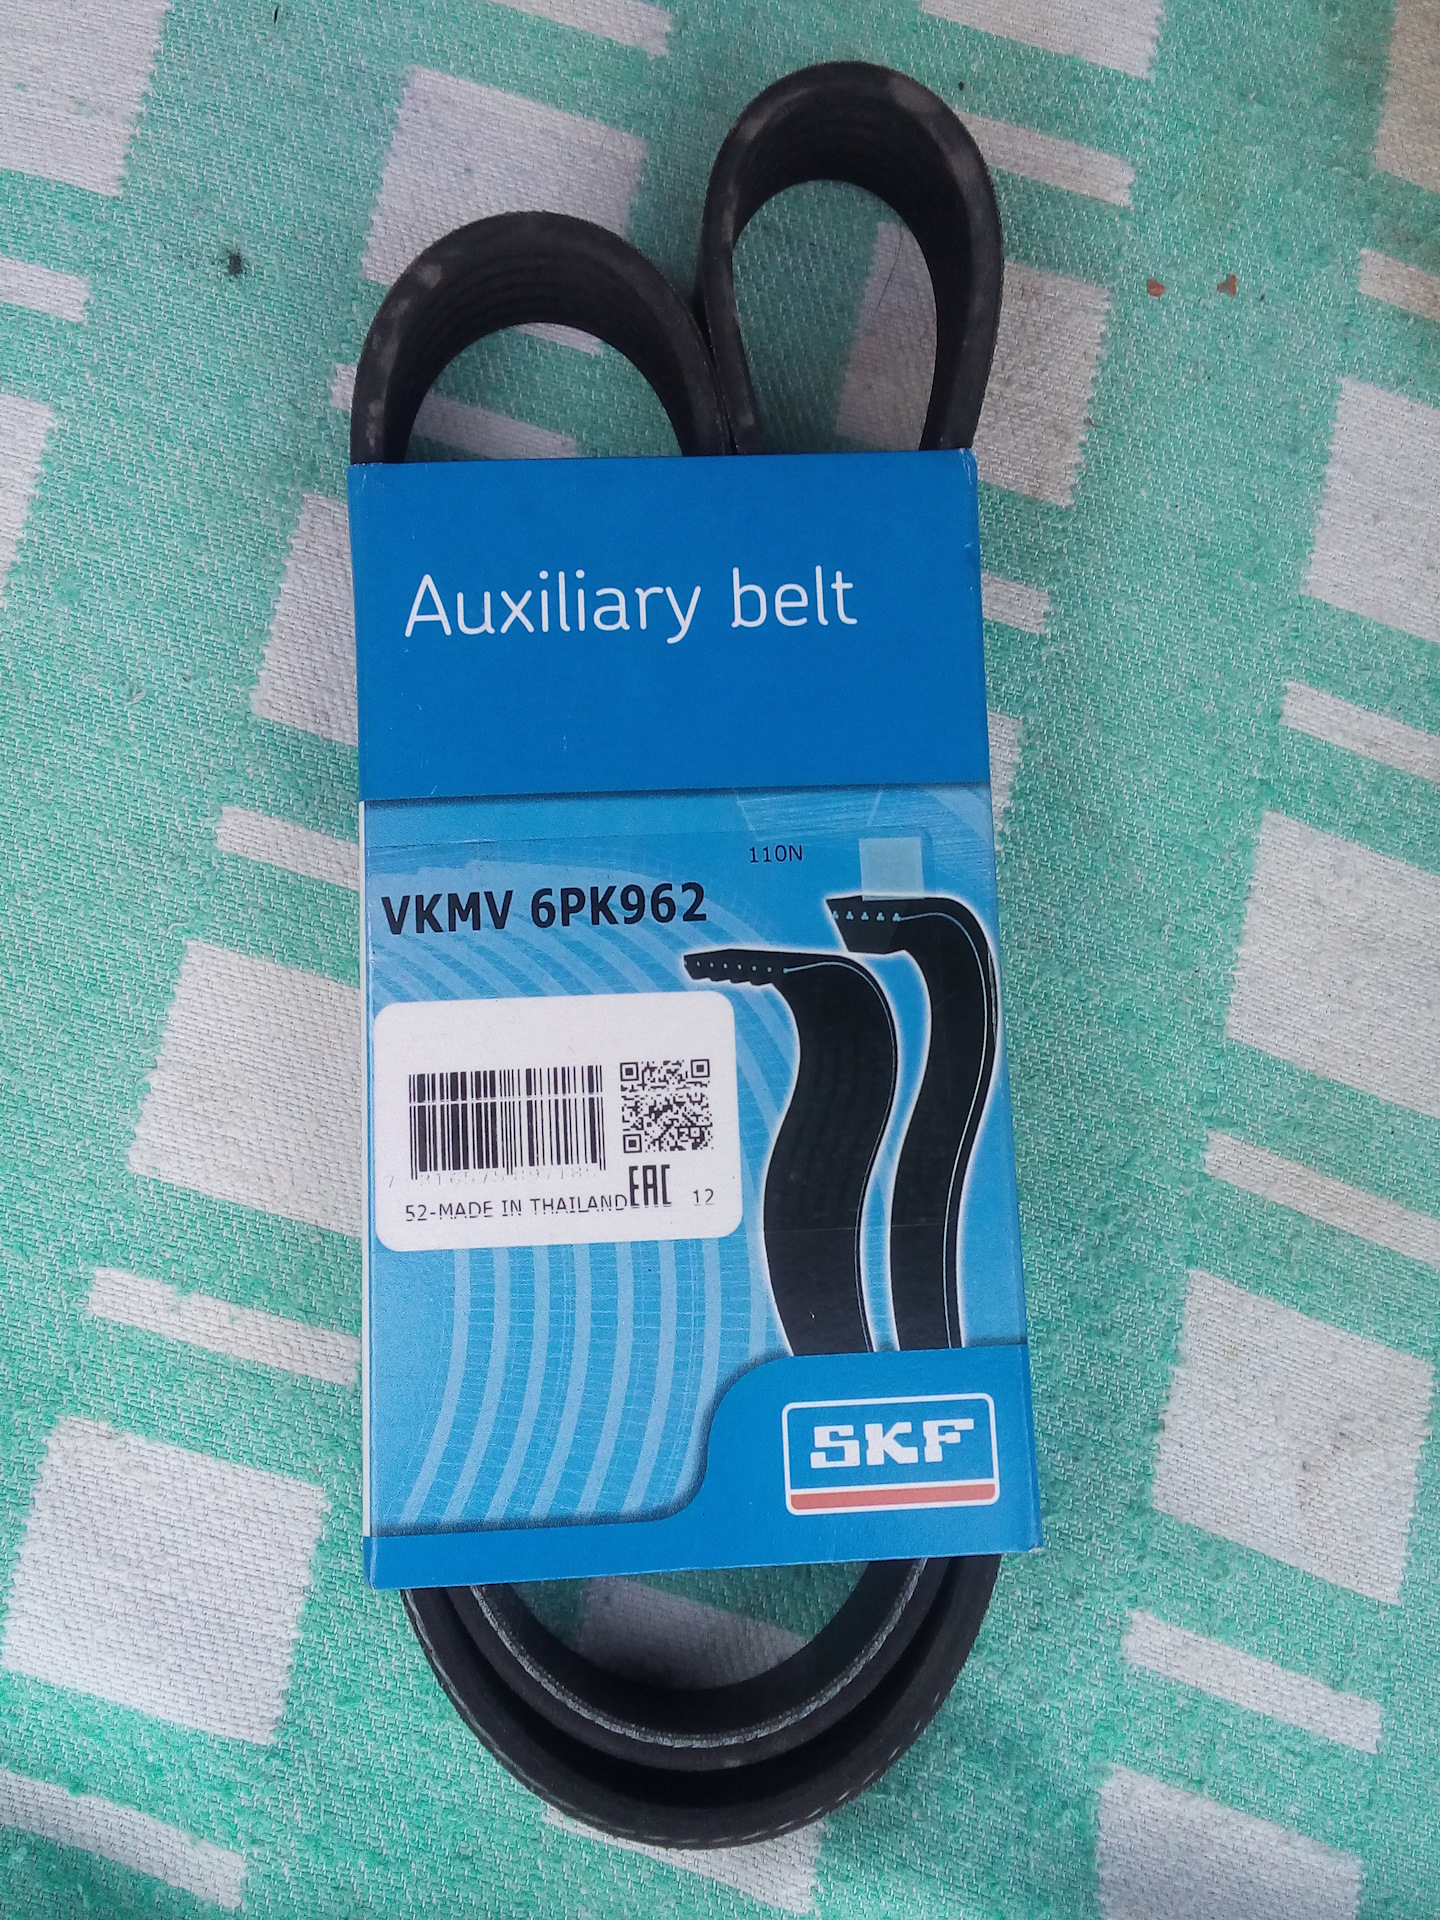 Auxiliary belt
110N
VKMV 6PK962
52-MADE IN THAILAND EAC 12
SKF